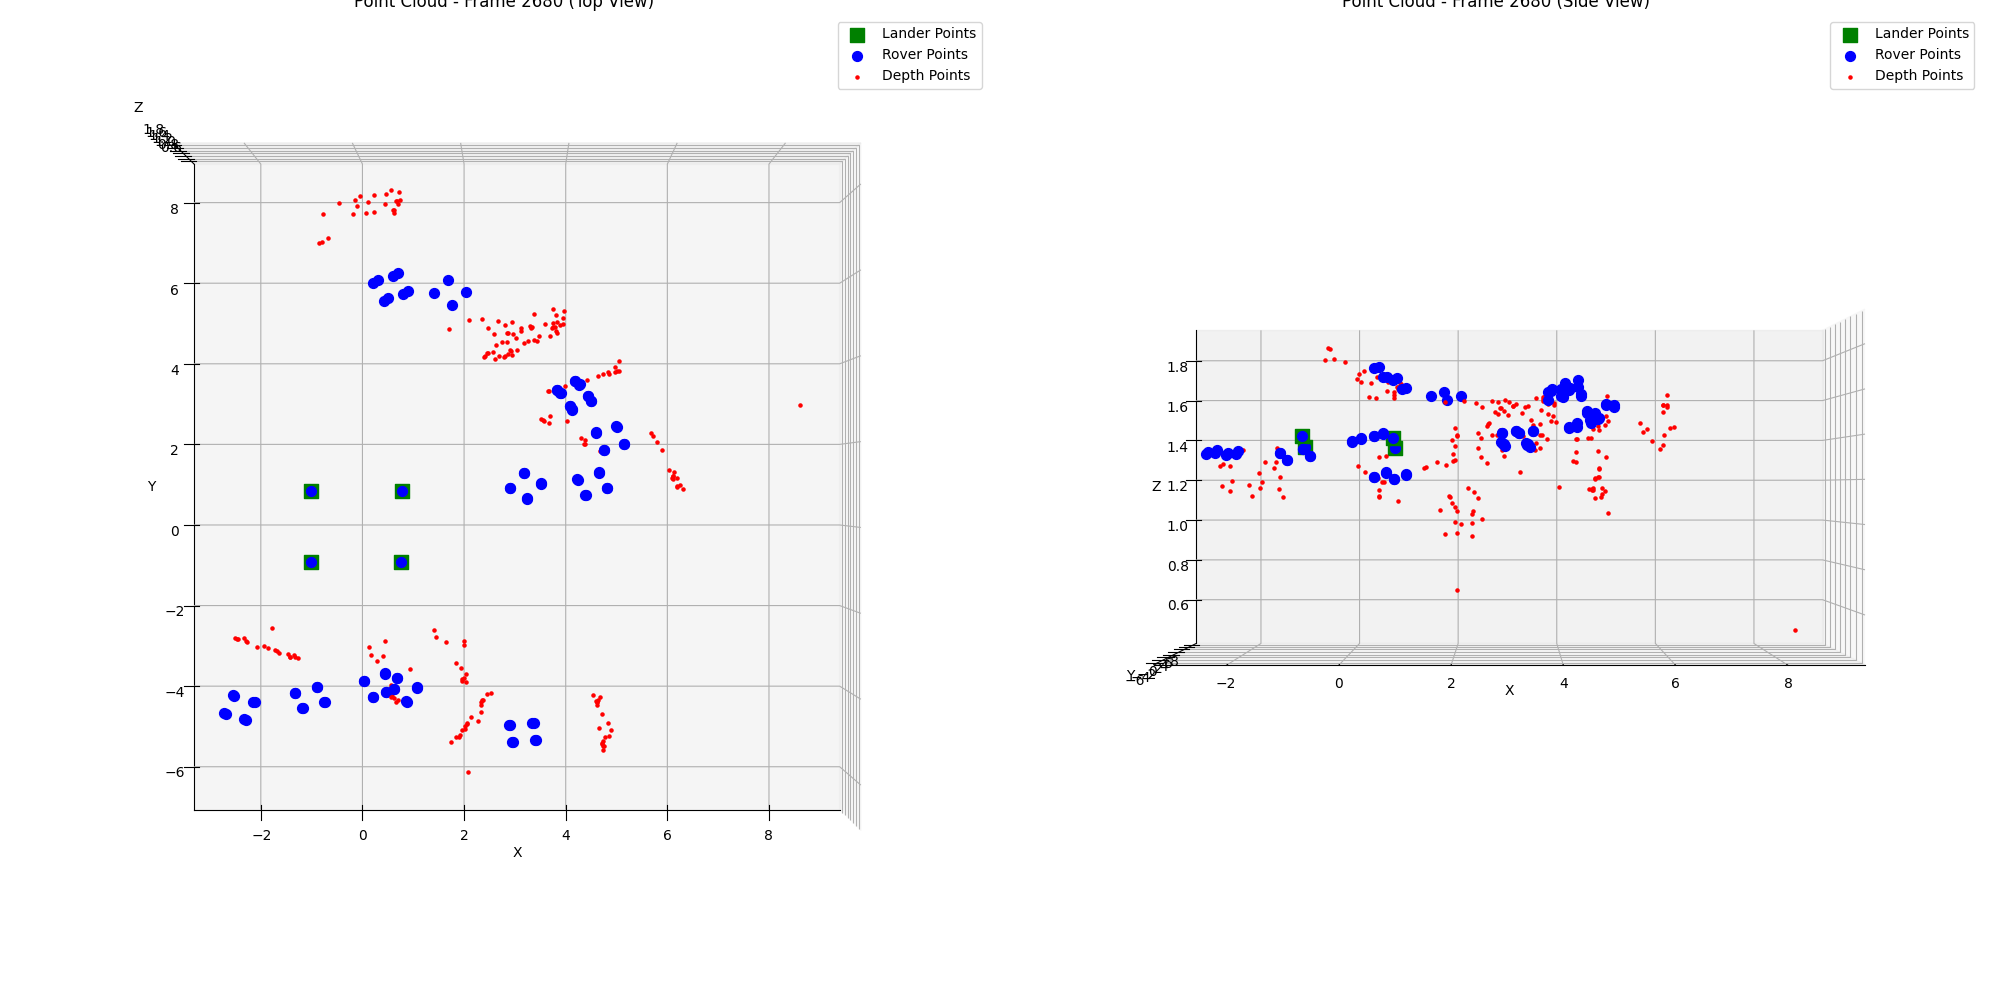 Point Cloud - Frame 2680 (Top View)
Lander Points
Rover Points
Depth Points
Z
1.8
8
6
4
2
0
−2
−4
−6
Y
−2
0
2
4
6
8
X
Point Cloud - Frame 2680 (Side View)
Lander Points
Rover Points
Depth Points
1.8
1.6
1.4
Z 1.2
1.0
0.8
0.6
Y
−2
0
2
4
6
8
X